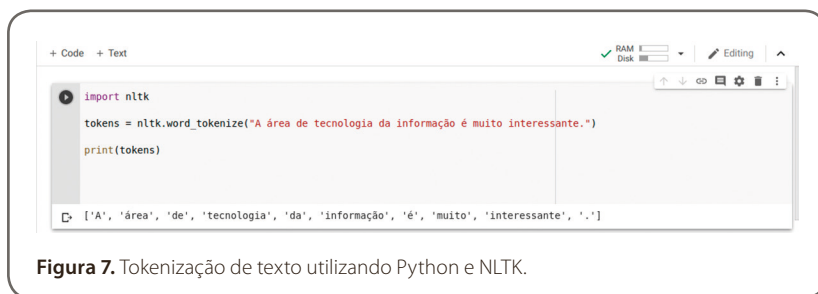 + Code + Text
RAM
Disk
Editing
import nltk
tokens = nltk.word_tokenize("A área de tecnologia da informação é muito interessante.")
print(tokens)
['A', 'área', 'de', 'tecnologia', 'da', 'informação', 'é', 'muito', 'interessante', '.']
Figura 7. Tokenização de texto utilizando Python e NLTK.